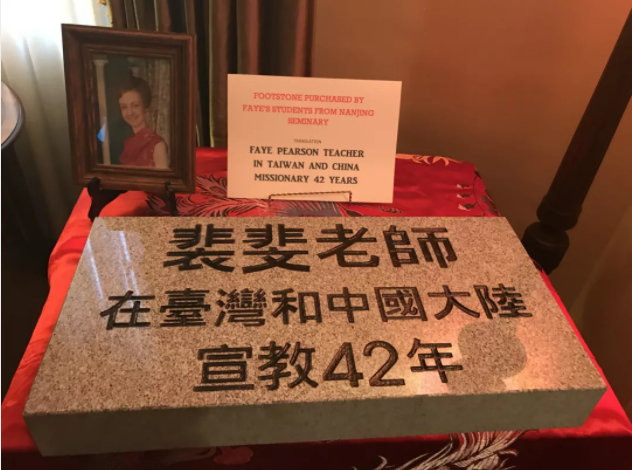 FOOTSTONE PURCHASED BY
FAYE'S STUDENTS FROM NANJING
SEMINARY
TRANSLATION
FAYE PEARSON TEACHER
IN TAIWAN AND CHINA
MISSIONARY 42 YEARS
裴斐老師
在臺灣和中國大陸
宣教42年